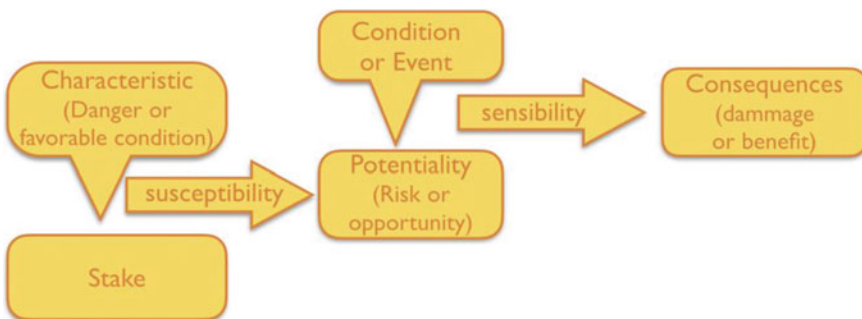 Characteristic
(Danger or
favorable condition)
susceptibility
Stake
Condition
or Event
Potentiality
(Risk or
opportunity)
sensibility
Consequences
(dammage
or benefit)